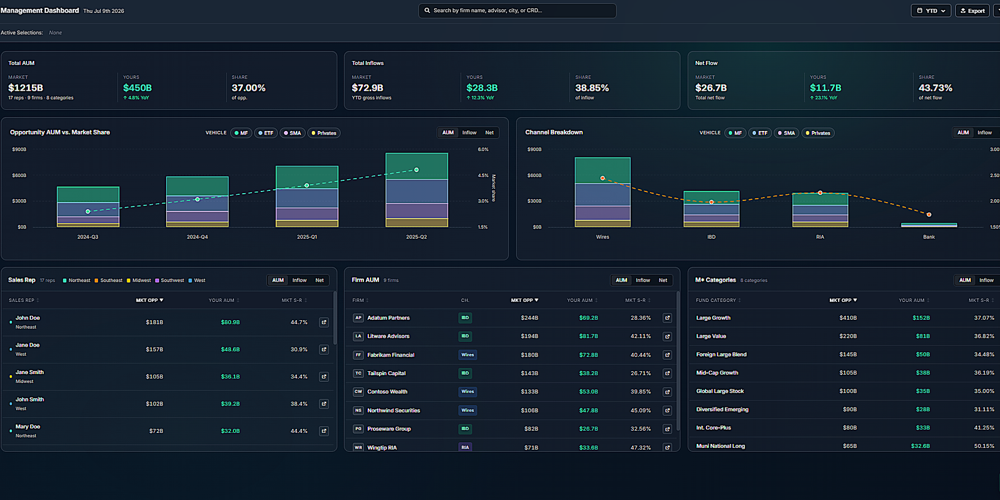 Management Dashboard Thu Jul 9th 2026
Search by firm name, advisor, city, or CRD...
YTD
Export
Active Selections: None
Total AUM
MARKET YOURS SHARE
$1215B $450B 37.00%
17 reps · 9 firms · 8 categories ↑ 4.8% YoY of opp.
Total Inflows
MARKET YOURS SHARE
$72.9B $28.3B 38.85%
YTD gross inflows ↑ 12.3% YoY of inflow
Net Flow
MARKET YOURS SHARE
$26.7B $11.7B 43.73%
Total net flow ↑ 23.1% YoY of net flow
Opportunity AUM vs. Market Share VEHICLE MF ETF SMA Privates AUM Inflow Net
$900B 6.0%
$600B 4.5%
$300B 3.0%
$0B 1.5%
Market share
2024-Q3 2024-Q4 2025-Q1 2025-Q2
Channel Breakdown VEHICLE MF ETF SMA Privates AUM Inflow
$900B 3.00
$600B 2.50
$300B 2.00
$0B 1.50
Wires IBD RIA Bank
Sales Rep 17 reps Northeast Southeast Midwest Southwest West AUM Inflow Net
SALES REP MKT OPP ▼ YOUR AUM MKT S-R
John Doe
Northeast $181B $80.9B 44.7%
Jane Doe
West $157B $48.6B 30.9%
Jane Smith
Midwest $105B $36.1B 34.4%
John Smith
West $102B $39.2B 38.4%
Mary Doe
Northeast $72B $32.0B 44.4%
Firm AUM 9 firms AUM Inflow Net
FIRM CH. MKT OPP ▼ YOUR AUM MKT S-R
AP Adatum Partners IBD $244B $69.2B 28.36%
LA Litware Advisors IBD $194B $81.7B 42.11%
FF Fabrikam Financial Wires $180B $72.8B 40.44%
TC Tailspin Capital IBD $143B $38.2B 26.71%
CW Contoso Wealth Wires $133B $53.0B 39.85%
NS Northwind Securities Wires $106B $47.8B 45.09%
PG Proseware Group IBD $82B $26.7B 32.56%
WR Wingtip RIA RIA $71B $33.6B 47.32%
M* Categories 8 categories AUM Inflow
FUND CATEGORY MKT OPP ▼ YOUR AUM MKT S-R
Large Growth $410B $152B 37.07%
Large Value $220B $81B 36.82%
Foreign Large Blend $145B $50B 34.48%
Mid-Cap Growth $105B $38B 36.19%
Global Large Stock $100B $35B 35.00%
Diversified Emerging $90B $28B 31.11%
Int. Core-Plus $80B $33B 41.25%
Muni National Long $65B $32.6B 50.15%